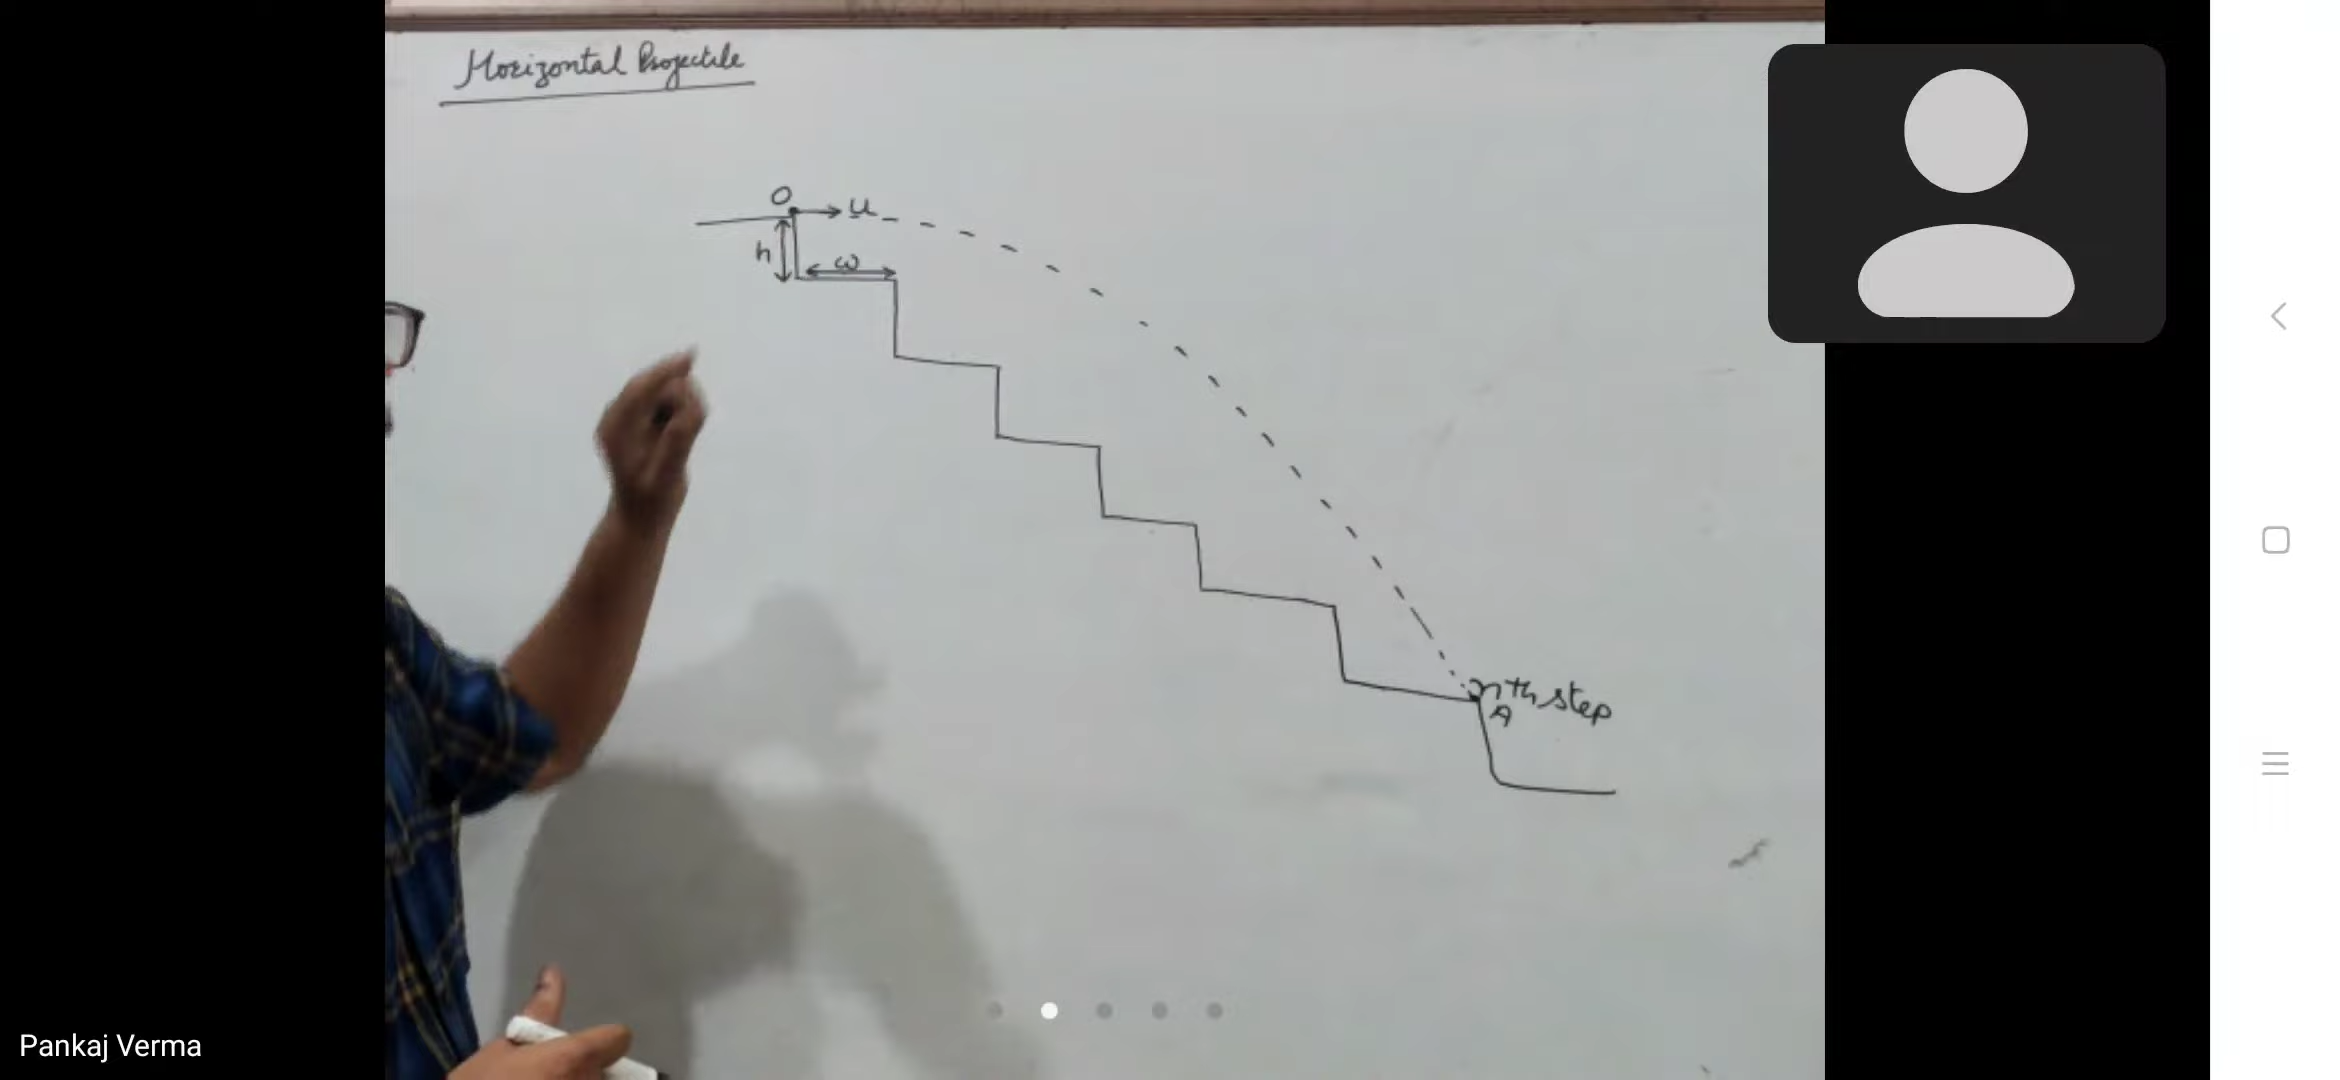 Horizontal Projectile
O
u
h
w
nth step
A
Pankaj Verma